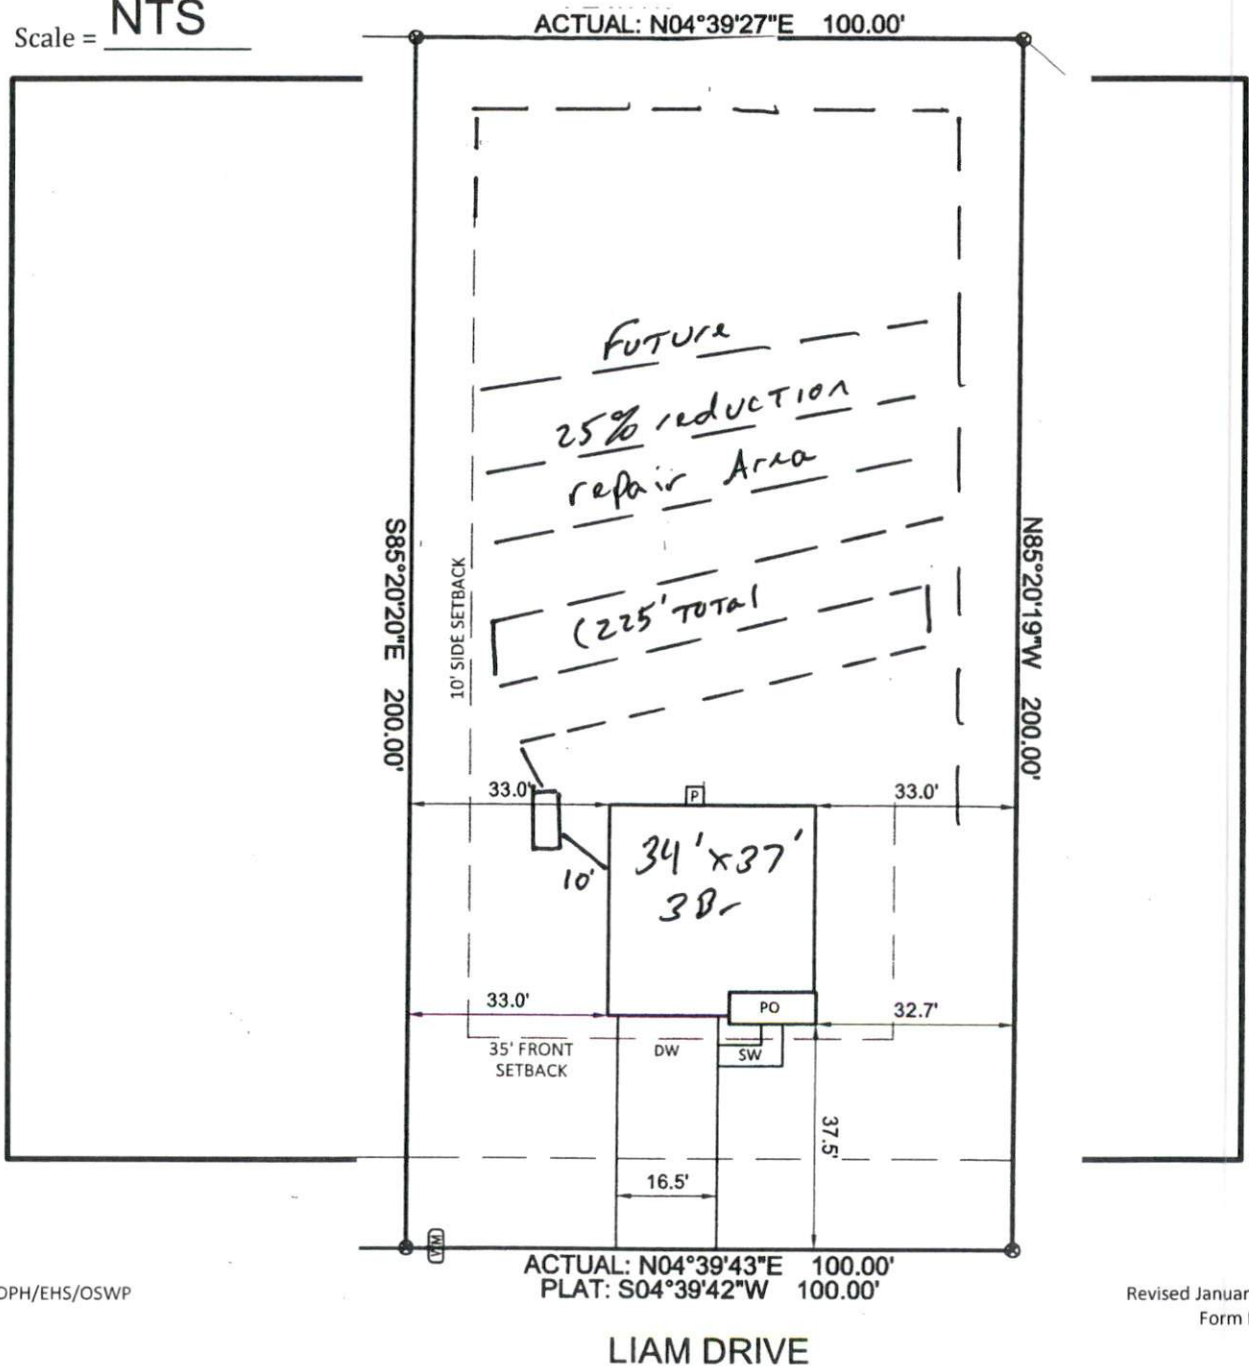 Scale = NTS
ACTUAL: N04°39'27"E 100.00'
Future
25% reduction
repair Area
(225' TOTAl
S85°20'20"E 200.00'
10' SIDE SETBACK
N85°20'19"W 200.00'
33.0'
P
33.0'
34' x 37'
3Br
10'
33.0'
PO
32.7'
35' FRONT
SETBACK
DW
SW
37.5'
16.5'
WM
ACTUAL: N04°39'43"E 100.00'
PLAT: S04°39'42"W 100.00'
DPH/EHS/OSWP
Revised Januar
Form
LIAM DRIVE